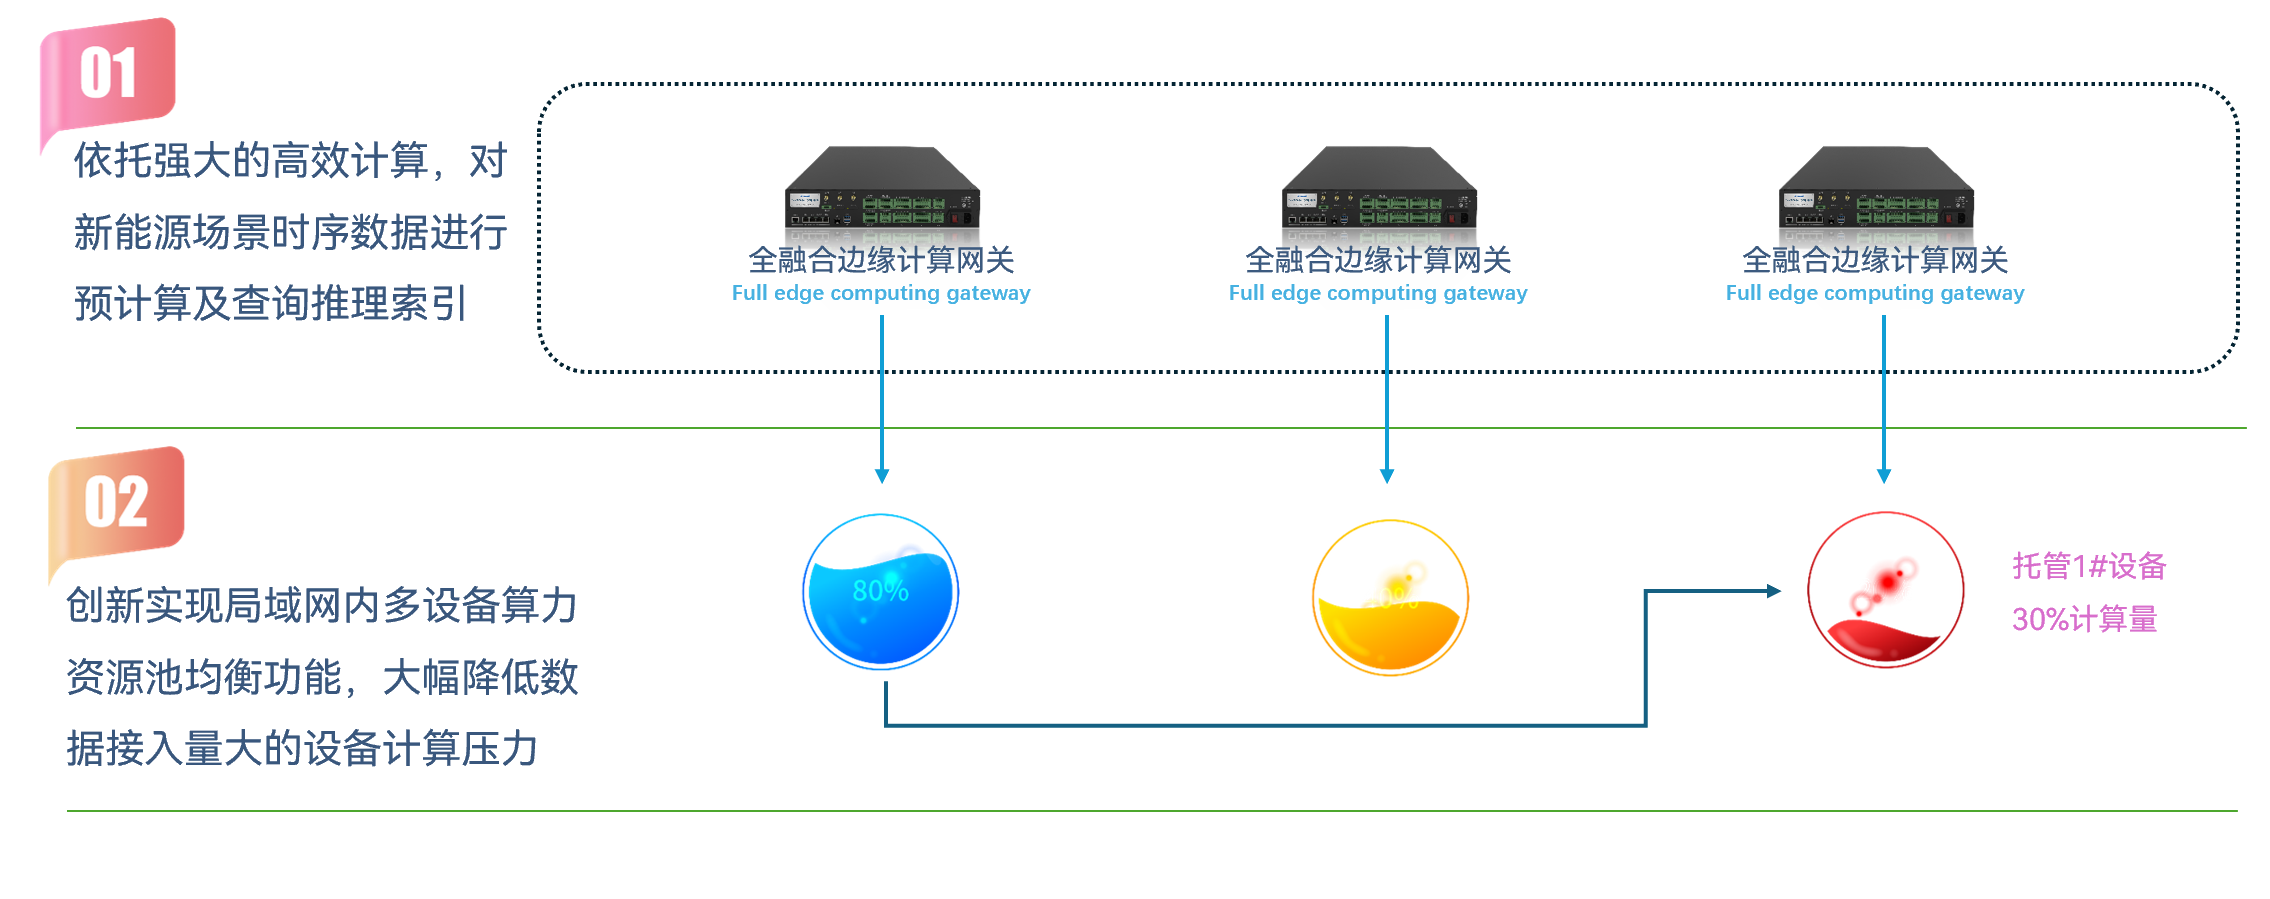 01
依托强大的高效计算，对
新能源场景时序数据进行
预计算及查询推理索引
全融合边缘计算网关
Full edge computing gateway
全融合边缘计算网关
Full edge computing gateway
全融合边缘计算网关
Full edge computing gateway
02
创新实现局域网内多设备算力
资源池均衡功能，大幅降低数
据接入量大的设备计算压力
80%
托管1#设备
30%计算量